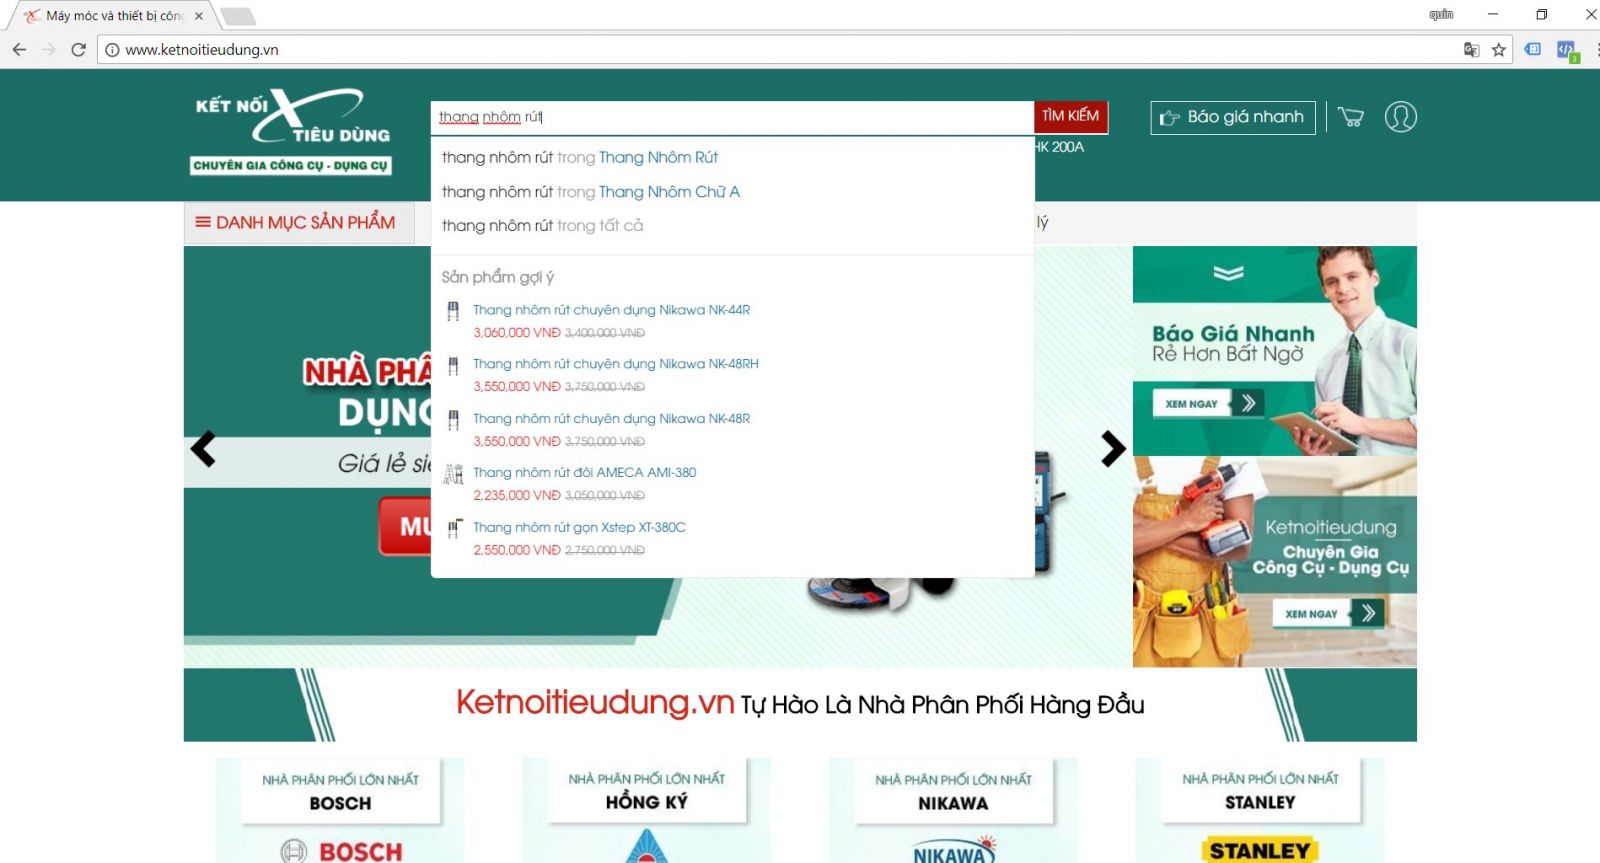 Máy móc và thiết bị côn
quin
www.ketnoitieudung.vn
3
KẾT NỐI
TIÊU DÙNG
CHUYÊN GIA CÔNG CỤ - DỤNG CỤ
thang nhôm rút
TÌM KIẾM
Báo giá nhanh
HK 200A
thang nhôm rút trong Thang Nhôm Rút
thang nhôm rút trong Thang Nhôm Chữ A
thang nhôm rút trong tất cả
DANH MỤC SẢN PHẨM
lý
Sản phẩm gợi ý
Thang nhôm rút chuyên dụng Nikawa NK-44R
3,060,000 VNĐ 3,400,000 VNĐ
Thang nhôm rút chuyên dụng Nikawa NK-48RH
3,550,000 VNĐ 3,750,000 VNĐ
Thang nhôm rút chuyên dụng Nikawa NK-48R
3,550,000 VNĐ 3,750,000 VNĐ
Thang nhôm rút đôi AMECA AMI-380
2,235,000 VNĐ 3,050,000 VNĐ
Thang nhôm rút gọn Xstep XT-380C
2,550,000 VNĐ 2,750,000 VNĐ
NHÀ PHÂ
DỤNG
Giá lẻ siê
MU
Báo Giá Nhanh
Rẻ Hơn Bất Ngờ
XEM NGAY
Ketnoitieudung
Chuyên Gia
Công Cụ - Dụng Cụ
XEM NGAY
Ketnoitieudung.vn Tự Hào Là Nhà Phân Phối Hàng Đầu
NHÀ PHÂN PHỐI LỚN NHẤT
BOSCH
BOSCH
NHÀ PHÂN PHỐI LỚN NHẤT
HỒNG KÝ
NHÀ PHÂN PHỐI LỚN NHẤT
NIKAWA
NIKAWA
NHÀ PHÂN PHỐI LỚN NHẤT
STANLEY
STANLEY